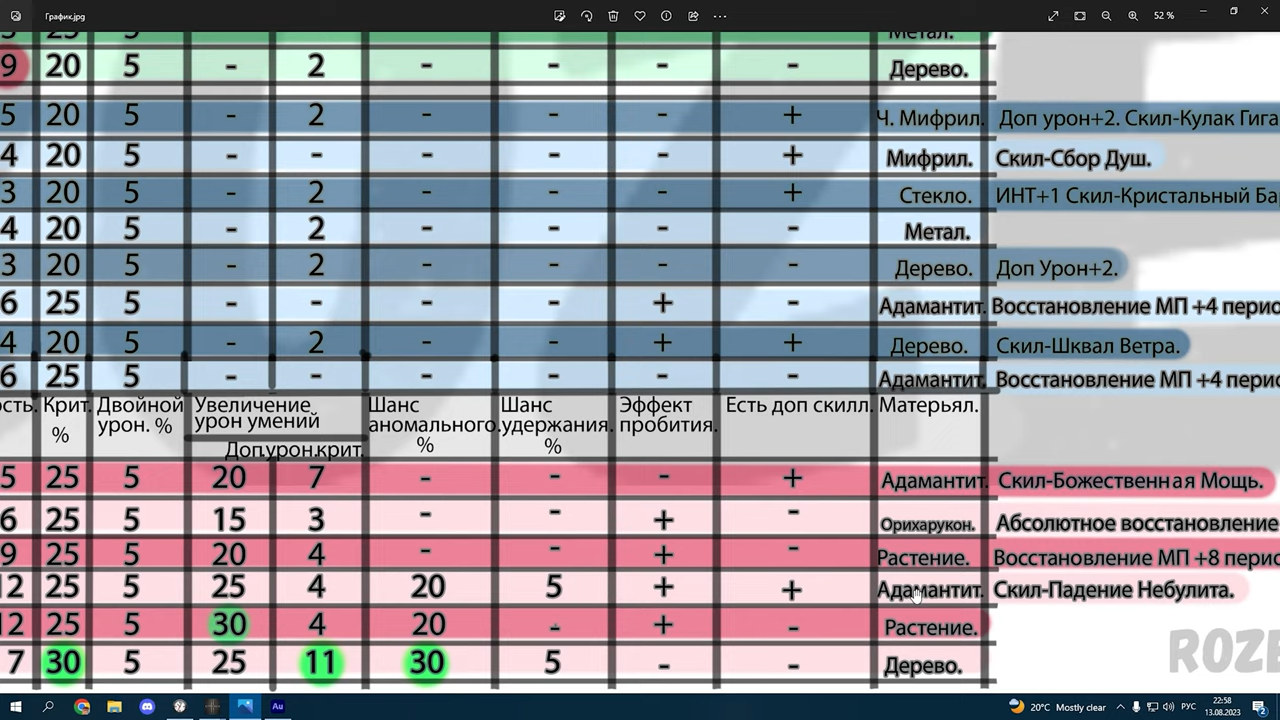 График.jpg
52 %
Метал.
25 5
9 20 5 - 2 - - - - Дерево.
5 20 5 - 2 - - - + Ч. Мифрил. Доп урон+2. Скил-Кулак Гига
4 20 5 - - - - - + Мифрил. Скил-Сбор Душ.
3 20 5 - 2 - - - + Стекло. ИНТ+1 Скил-Кристальный Ба
4 20 5 - 2 - - - - Метал.
3 20 5 - 2 - - - - Дерево. Доп Урон+2.
6 25 5 - - - - + - Адамантит. Восстановление МП +4 перио
4 20 5 - 2 - - + + Дерево. Скил-Шквал Ветра.
6 25 5 - - - - - - Адамантит. Восстановление МП +4 перио
ость. Крит. Двойной Увеличение Шанс Шанс Эффект Есть доп скилл. Матерьял.
% урон. % урон умений аномального. удержания. пробития.
Доп.урон.крит. % %
5 25 5 20 7 - - - + Адамантит. Скил-Божественная Мощь.
6 25 5 15 3 - - + - Орихарукон. Абсолютное восстановление
9 25 5 20 4 - - + - Растение. Восстановление МП +8 перио
12 25 5 25 4 20 5 + + Адамантит. Скил-Падение Небулита.
12 25 5 30 4 20 - + - Растение.
7 30 5 25 11 30 5 - - Дерево.
ROZE
20°C Mostly clear
РУС
22:58
13.08.2023
Au
2